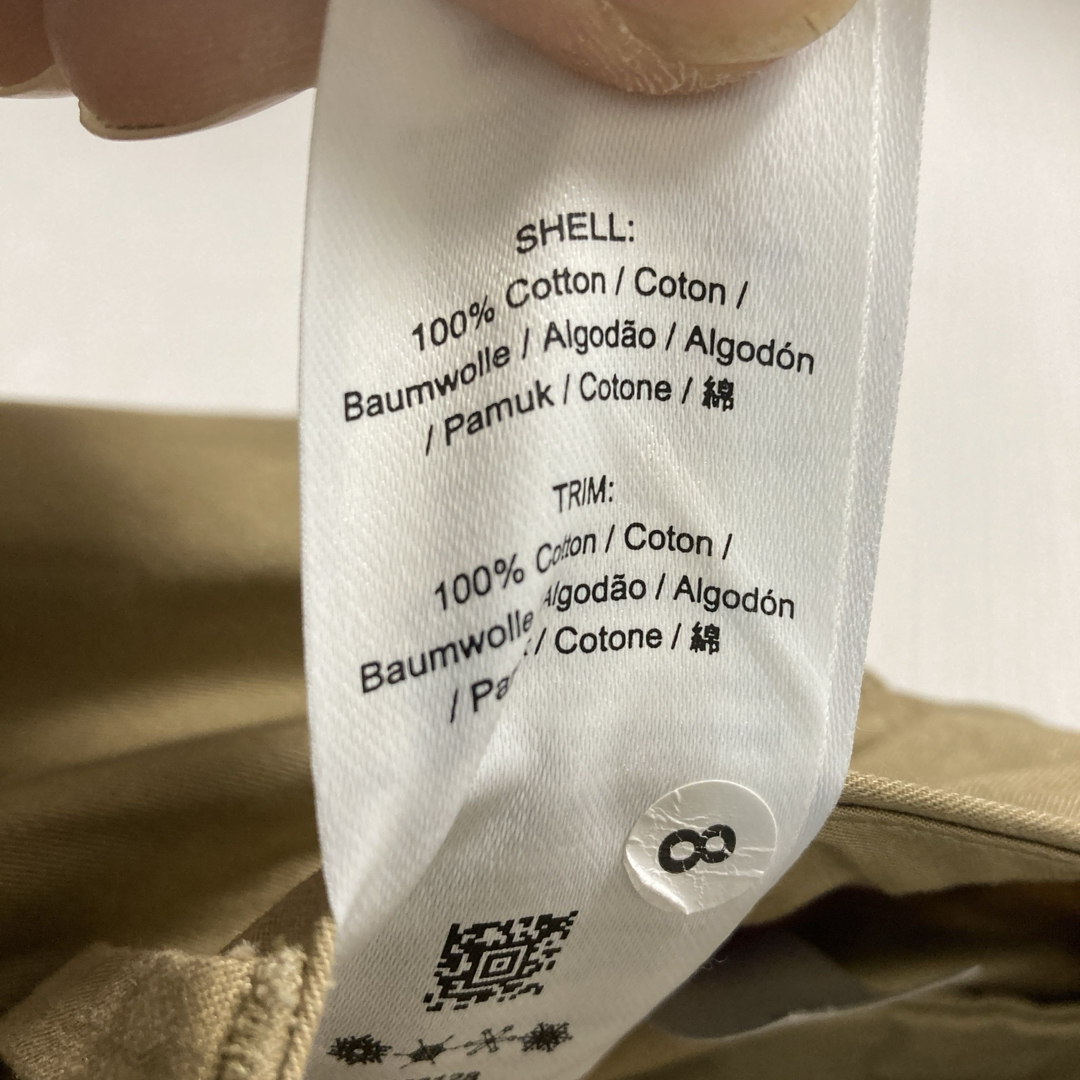 SHELL:
100% Cotton / Coton /
Baumwolle / Algodão / Algodón
/ Pamuk / Cotone / 綿
TRIM:
100% Cotton / Coton /
Baumwolle Algodão / Algodón
/ / Cotone / 綿
8